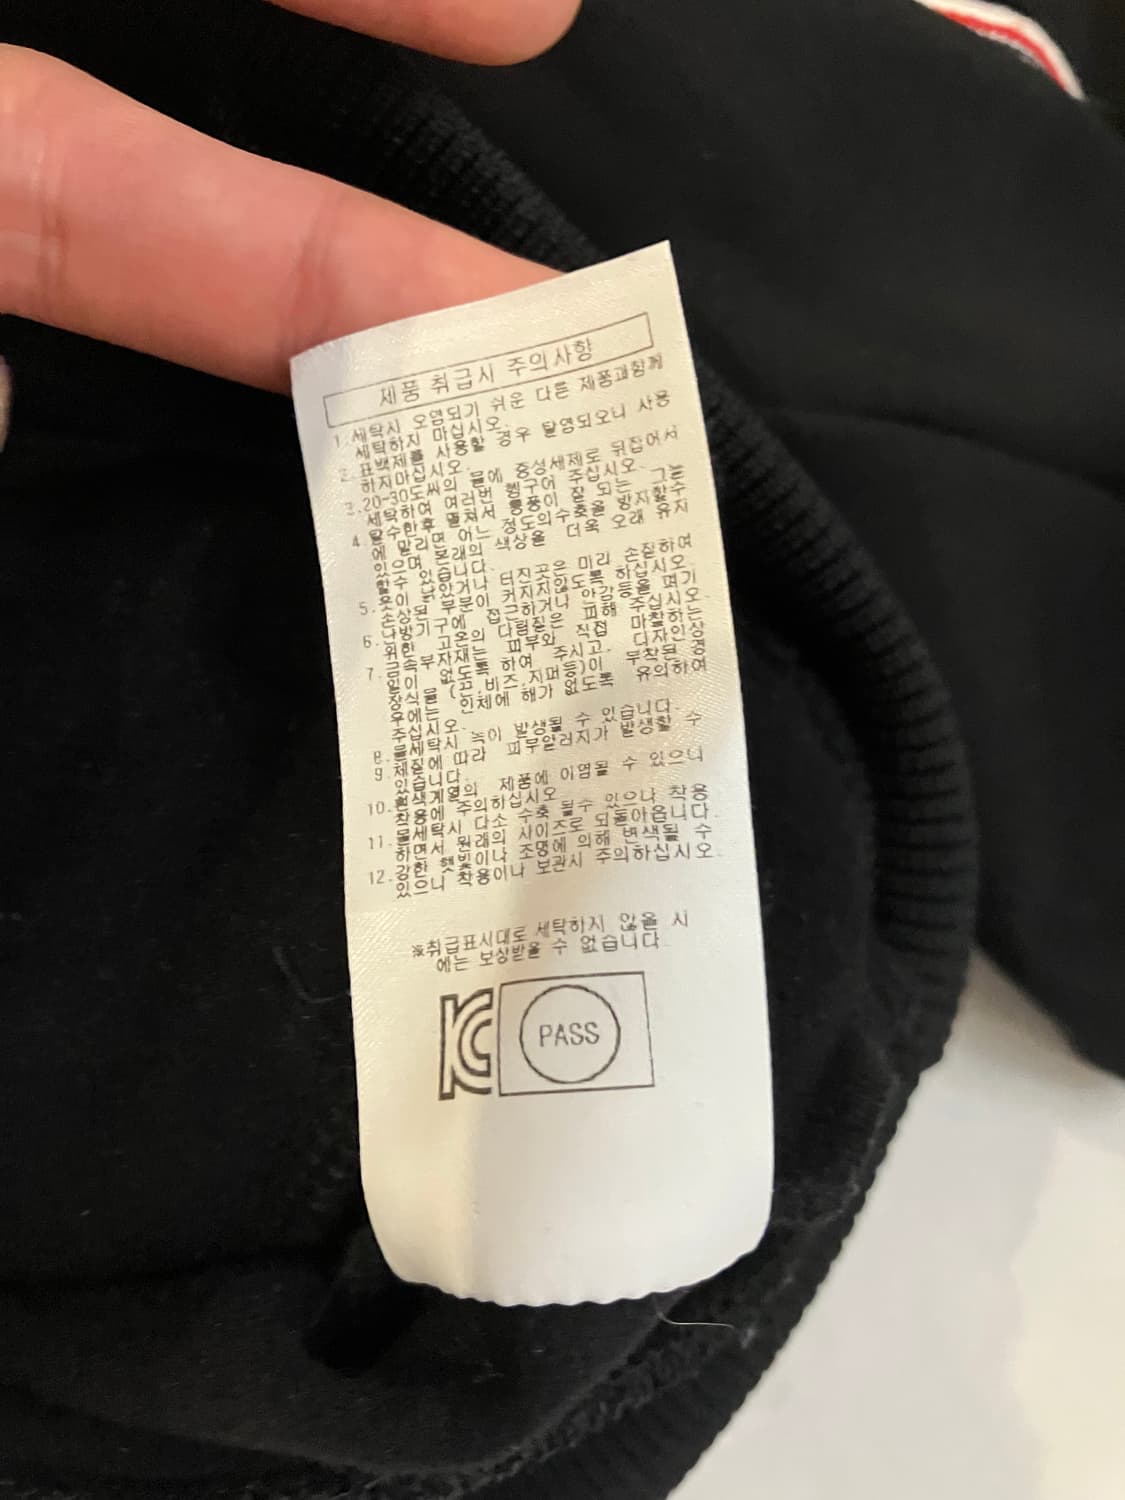 제품 취급시 주의사항
1.세탁시 오염되기 쉬운 다른 제품과함께
세탁하지 마십시오.
2.표백제를 사용할 경우 탈염되오니 사용
하지마십시오.
3.20-30도씨의 물에 중성세제로 뒤집어서
세탁하여 여러번 헹구어 주십시오.
4.탈수한후 펼쳐서 통풍이 잘 되는 그늘
에 말리면 어느 정도의수축을 방지할수
있으며 본래의 색상을 더욱 오래 유지
할수 있습니다.
5.옷이 낡았거나 터진곳은 미리 손질하여
손상된 부분이 커지지않도록 하십시오.
6.난방기구에 접근하거나 안감등을 펴기
위한 고온의 다림질은 피해 주십시오.
7.금속 부자재는 피부와 직접 마찰하는
일이 없도록 하여 주시고, 디자인상
장식물 (끈,비즈,지퍼등)이 부착된 경
우에는 인체에 해가 없도록 유의하여
주십시오.
8.물세탁시 녹이 발생될 수 있습니다.
9.체질에 따라 피부알러지가 발생할 수
있습니다.
10.흰색계열의 제품에 이염될 수 있으니
착용에 주의하십시오
11.물세탁시 다소 수축 될수 있으나 착용
하면서 원래의 사이즈로 되돌아옵니다.
12.강한 햇빛이나 조명에 의해 변색될 수
있으니 착용이나 보관시 주의하십시오.
※취급표시대로 세탁하지 않을 시
에는 보상받을 수 없습니다.
KC PASS